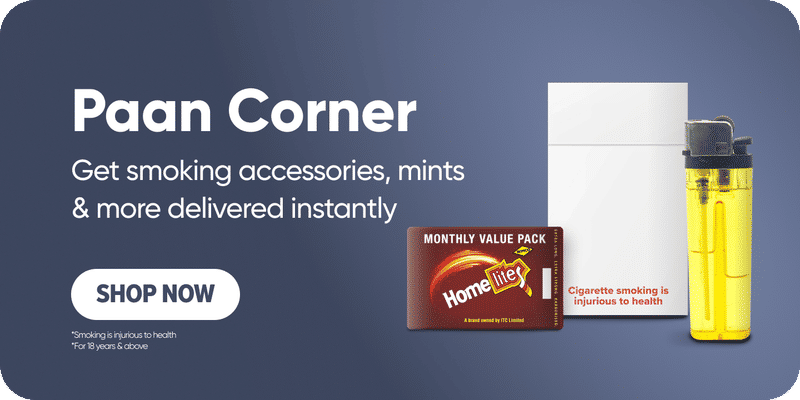 Paan Corner
Get smoking accessories, mints
& more delivered instantly
SHOP NOW
*Smoking is injurious to health
*For 18 years & above
MONTHLY VALUE PACK
Home lites
A brand owned by ITC Limited
Cigarette smoking is
injurious to health